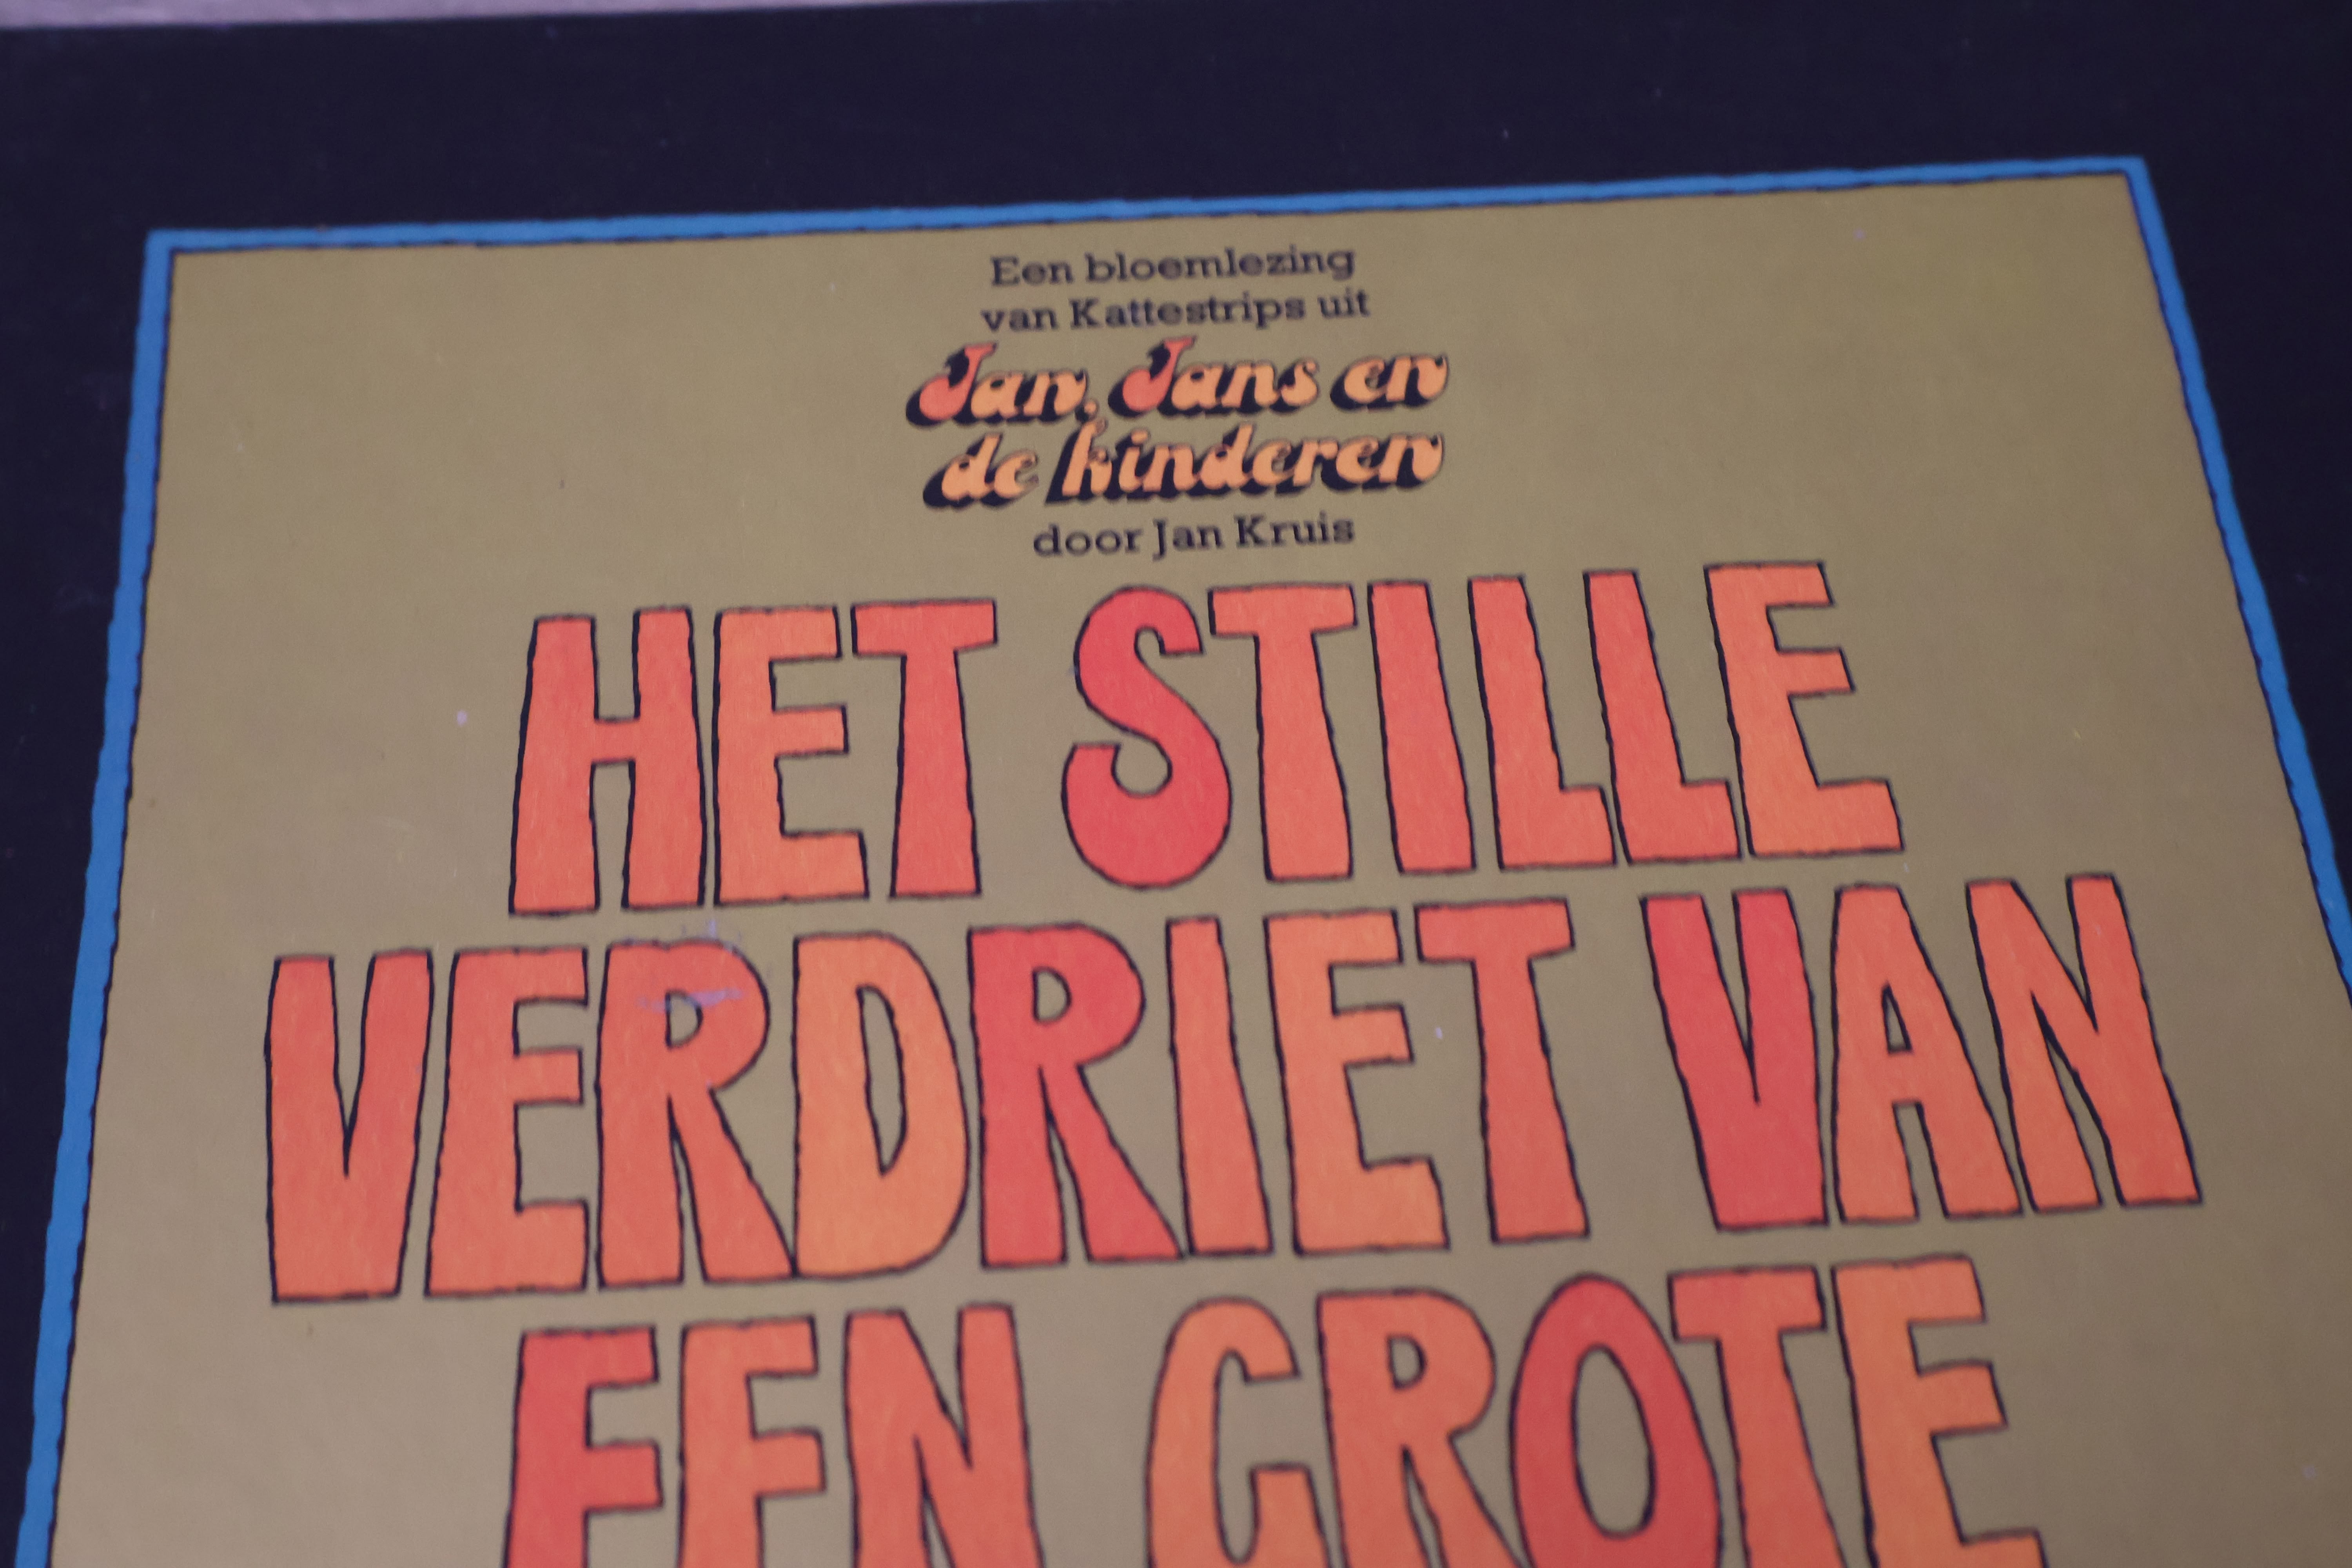 Een bloemlezing
van Kattestrips uit
Jan, Jans en
de kinderen
door Jan Kruis
HET STILLE
VERDRIET VAN
EEN GROTE